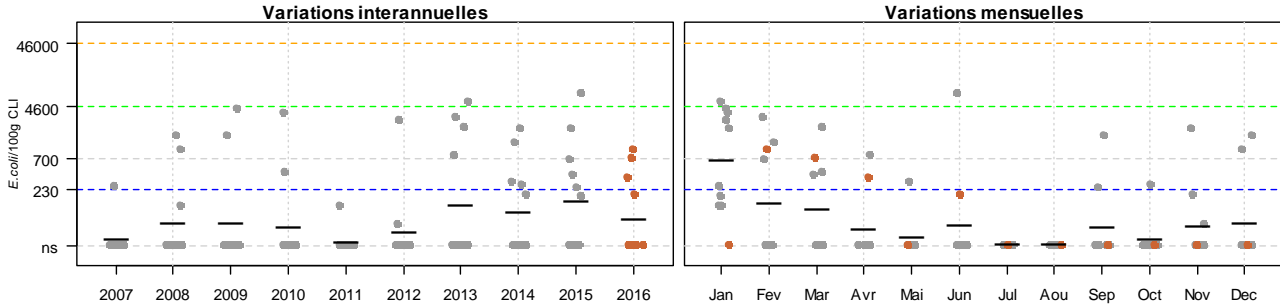 Variations interannuelles
Variations mensuelles
E.coli/100g CLI
46000
4600
700
230
ns
2007 2008 2009 2010 2011 2012 2013 2014 2015 2016
Jan Fev Mar Avr Mai Jun Jul Aou Sep Oct Nov Dec